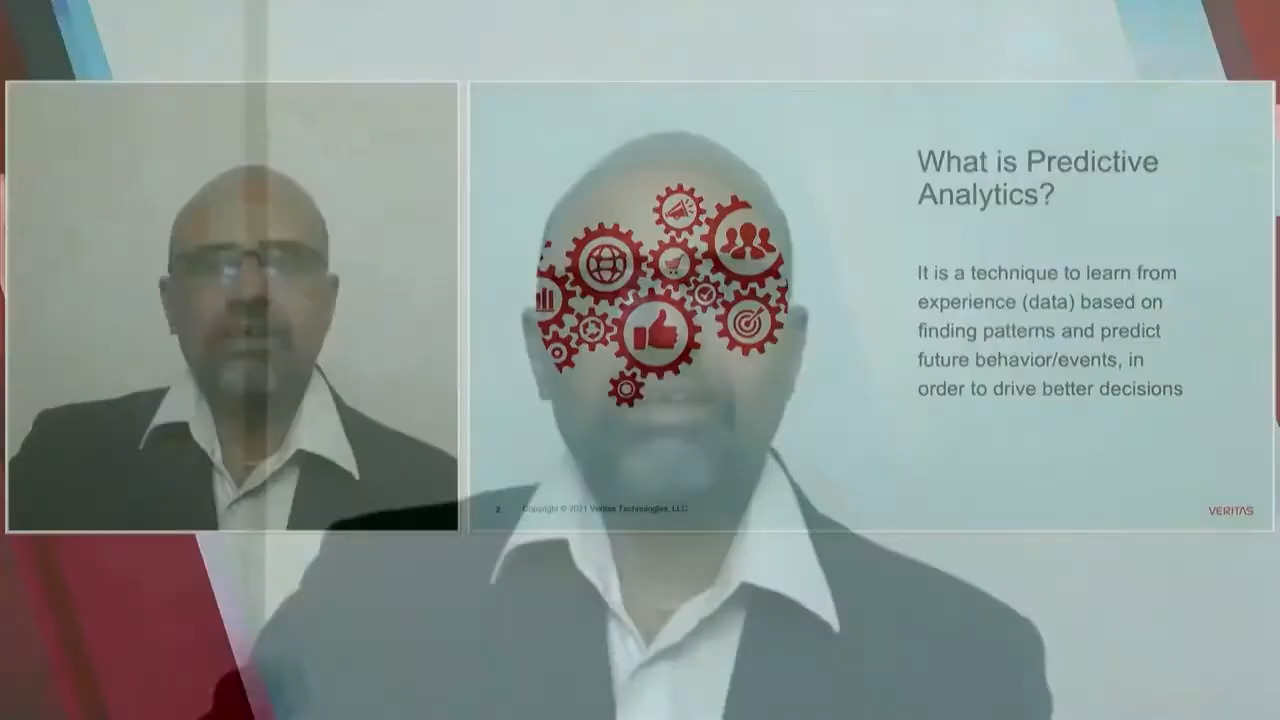 What is Predictive
Analytics?
It is a technique to learn from
experience (data) based on
finding patterns and predict
future behavior/events, in
order to drive better decisions
2
Copyright © 2021 Veritas Technologies, LLC
VERITAS